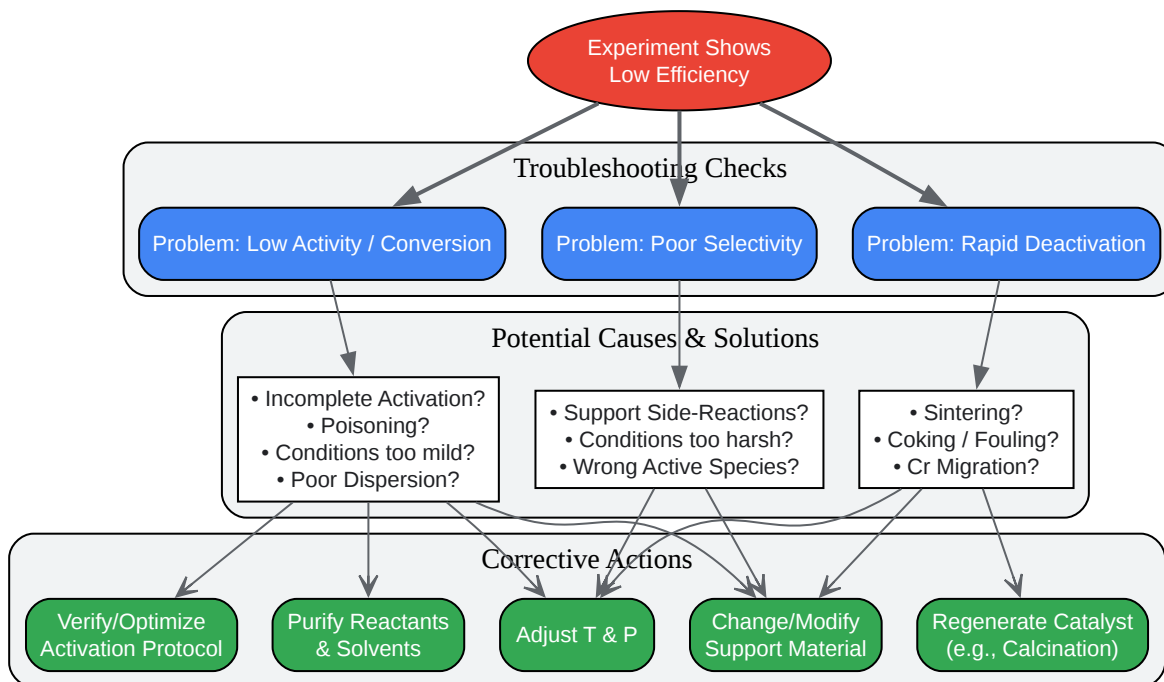 Experiment Shows
Low Efficiency
Troubleshooting Checks
Problem: Low Activity / Conversion
Problem: Poor Selectivity
Problem: Rapid Deactivation
Potential Causes & Solutions
• Incomplete Activation?
• Poisoning?
• Conditions too mild?
• Poor Dispersion?
• Support Side-Reactions?
• Conditions too harsh?
• Wrong Active Species?
• Sintering?
• Coking / Fouling?
• Cr Migration?
Corrective Actions
Verify/Optimize
Activation Protocol
Purify Reactants
& Solvents
Adjust T & P
Change/Modify
Support Material
Regenerate Catalyst
(e.g., Calcination)